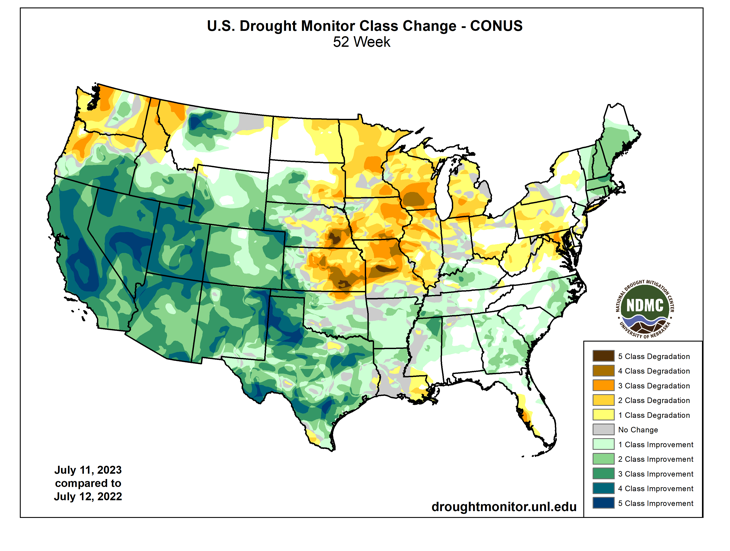 U.S. Drought Monitor Class Change - CONUS
52 Week
NATIONAL DROUGHT MITIGATION CENTER
NDMC
UNIVERSITY OF NEBRASKA
5 Class Degradation
4 Class Degradation
3 Class Degradation
2 Class Degradation
1 Class Degradation
No Change
1 Class Improvement
2 Class Improvement
3 Class Improvement
4 Class Improvement
5 Class Improvement
July 11, 2023
compared to
July 12, 2022
droughtmonitor.unl.edu